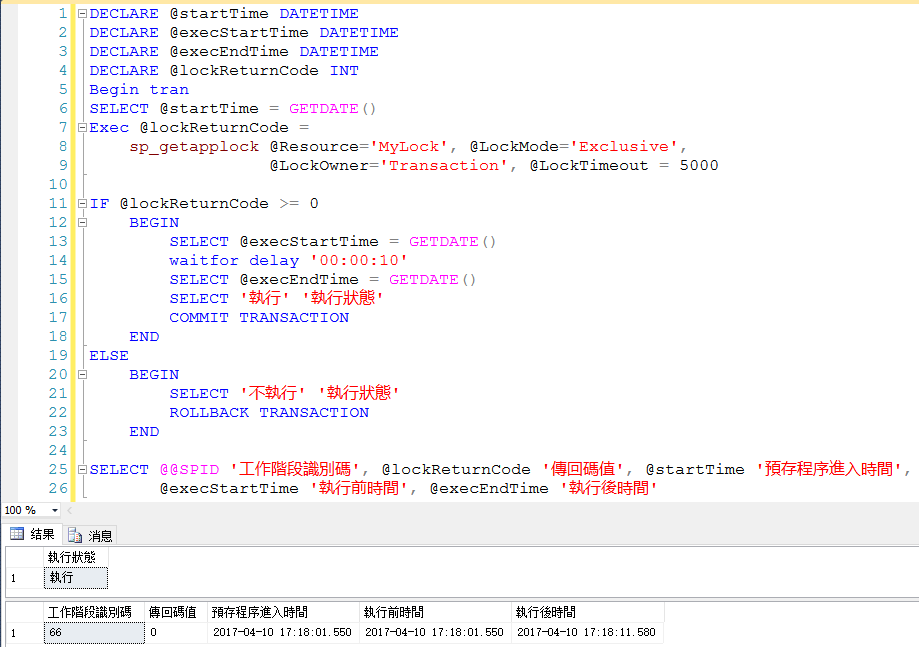 1 DECLARE @startTime DATETIME
2 DECLARE @execStartTime DATETIME
3 DECLARE @execEndTime DATETIME
4 DECLARE @lockReturnCode INT
5 Begin tran
6 SELECT @startTime = GETDATE()
7 Exec @lockReturnCode =
8 sp_getapplock @Resource='MyLock', @LockMode='Exclusive',
9 @LockOwner='Transaction', @LockTimeout = 5000
10
11 IF @lockReturnCode >= 0
12 BEGIN
13 SELECT @execStartTime = GETDATE()
14 waitfor delay '00:00:10'
15 SELECT @execEndTime = GETDATE()
16 SELECT '執行' '執行狀態'
17 COMMIT TRANSACTION
18 END
19 ELSE
20 BEGIN
21 SELECT '不執行' '執行狀態'
22 ROLLBACK TRANSACTION
23 END
24
25 SELECT @@SPID '工作階段識別碼', @lockReturnCode '傳回碼值', @startTime '預存程序進入時間',
26 @execStartTime '執行前時間', @execEndTime '執行後時間'
100 %
結果 消息
執行狀態
1 執行
工作階段識別碼 傳回碼值 預存程序進入時間 執行前時間 執行後時間
1 66 0 2017-04-10 17:18:01.550 2017-04-10 17:18:01.550 2017-04-10 17:18:11.580